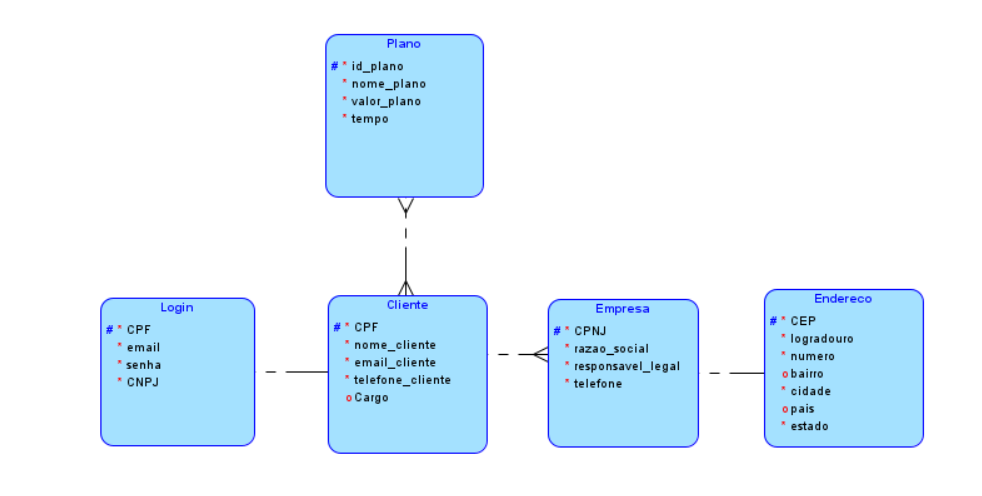 Plano
# * id_plano
* nome_plano
* valor_plano
* tempo
Login
# * CPF
* email
* senha
* CNPJ
Cliente
# * CPF
* nome_cliente
* email_cliente
* telefone_cliente
o Cargo
Empresa
# * CPNJ
* razao_social
* responsavel_legal
* telefone
Endereco
# * CEP
* logradouro
* numero
o bairro
* cidade
o pais
* estado